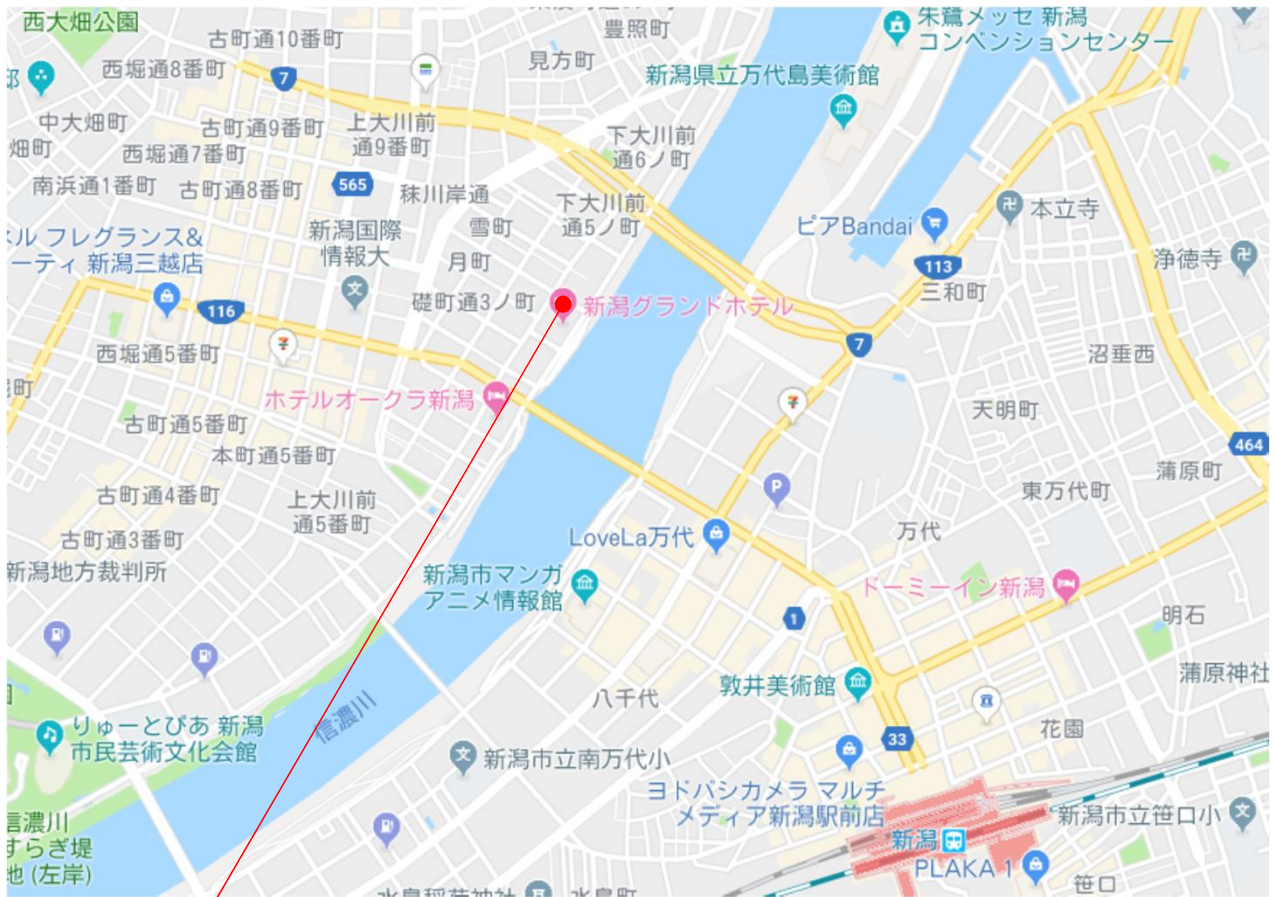 西大畑公園
古町通10番町
豊照町
朱鷺メッセ 新潟
コンベンションセンター
西堀通8番町
7
見方町
新潟県立万代島美術館
邸
中大畑町
古町通9番町
上大川前
通9番町
下大川前
通6ノ町
畑町
西堀通7番町
南浜通1番町
古町通8番町
565
秣川岸通
下大川前
通5ノ町
本立寺
ピアBandai
雪町
新潟国際
情報大
フレグランス&
ーティ 新潟三越店
月町
113
浄徳寺
三和町
礎町通3ノ町
新潟グランドホテル
116
7
西堀通5番町
沼垂西
町
ホテルオークラ新潟
天明町
古町通5番町
464
本町通5番町
蒲原町
古町通4番町
上大川前
通5番町
P
東万代町
古町通3番町
LoveLa万代
万代
新潟地方裁判所
新潟市マンガ
アニメ情報館
ドーミーイン新潟
1
明石
敦井美術館
蒲原神社
八千代
信濃川
りゅーとぴあ 新潟
市民芸術文化会館
33
花園
新潟市立南万代小
ヨドバシカメラ マルチ
メディア新潟駅前店
信濃川
すらぎ堤
地 (左岸)
新潟
新潟市立笹口小
PLAKA 1
笹口
水島町